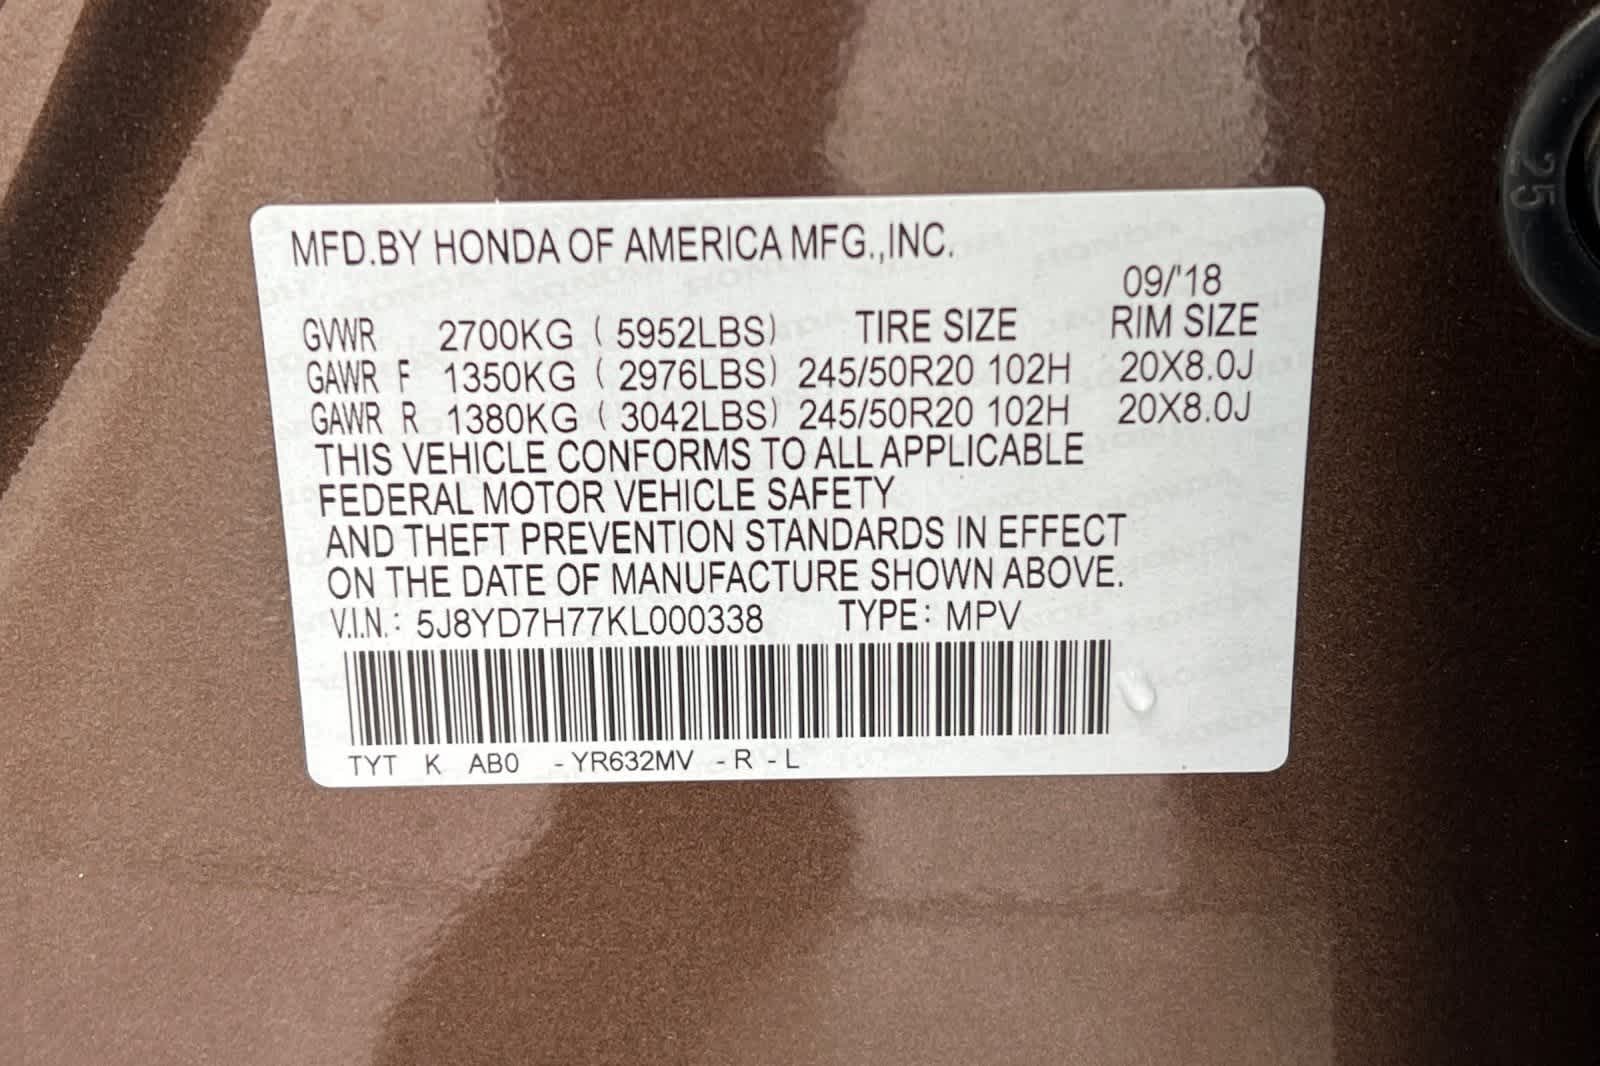 MFD.BY HONDA OF AMERICA MFG.,INC.
09/'18
GVWR 2700KG ( 5952LBS) TIRE SIZE RIM SIZE
GAWR F 1350KG ( 2976LBS) 245/50R20 102H 20X8.0J
GAWR R 1380KG ( 3042LBS) 245/50R20 102H 20X8.0J
THIS VEHICLE CONFORMS TO ALL APPLICABLE
FEDERAL MOTOR VEHICLE SAFETY
AND THEFT PREVENTION STANDARDS IN EFFECT
ON THE DATE OF MANUFACTURE SHOWN ABOVE.
V.I.N.: 5J8YD7H77KL000338 TYPE: MPV
TYT K AB0 -YR632MV -R -L
25